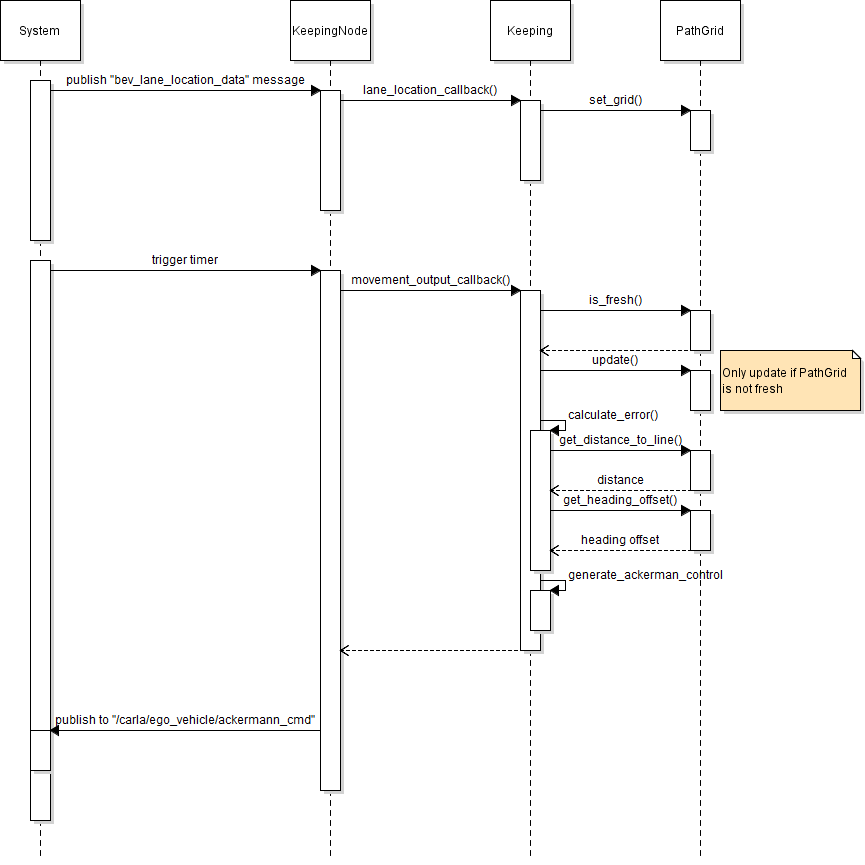 System
KeepingNode
Keeping
PathGrid
publish "bev_lane_location_data" message
lane_location_callback()
set_grid()
trigger timer
movement_output_callback()
is_fresh()
update()
Only update if PathGrid
is not fresh
calculate_error()
get_distance_to_line()
distance
get_heading_offset()
heading offset
generate_ackerman_control
publish to "/carla/ego_vehicle/ackermann_cmd"